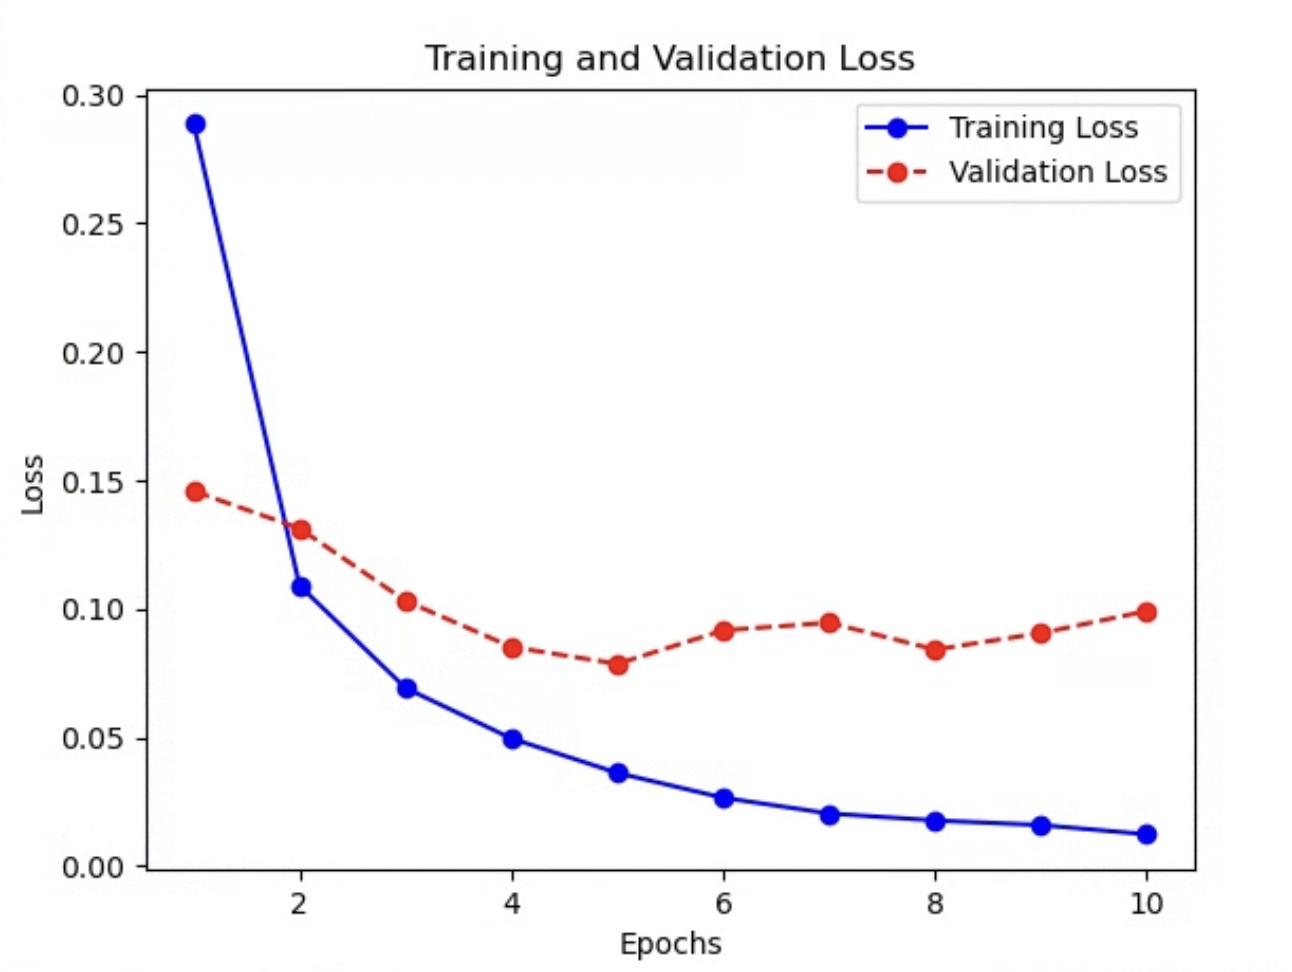 Training and Validation Loss
Training Loss
Validation Loss
0.30
0.25
0.20
0.15
0.10
0.05
0.00
Loss
2 4 6 8 10
Epochs